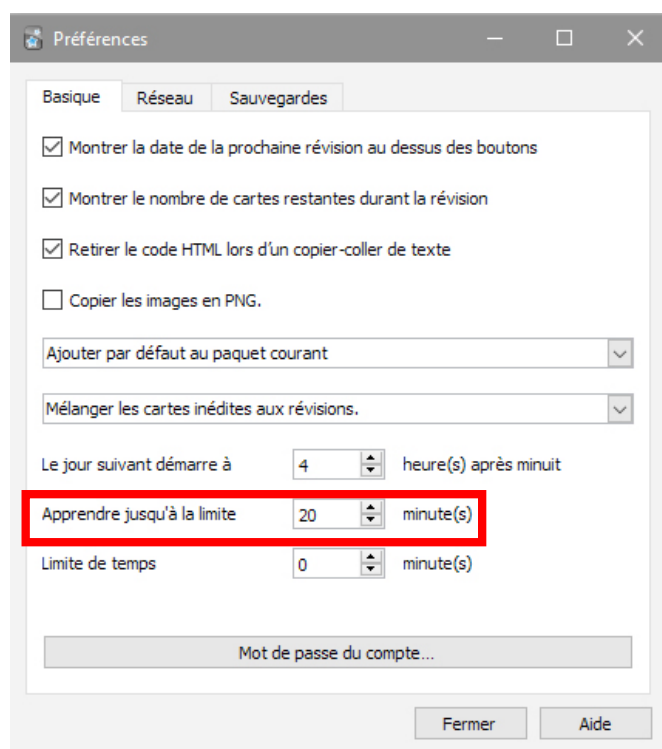 Préférences
Basique Réseau Sauvegardes
Montrer la date de la prochaine révision au dessus des boutons
Montrer le nombre de cartes restantes durant la révision
Retirer le code HTML lors d’un copier-coller de texte
Copier les images en PNG.
Ajouter par défaut au paquet courant
Mélanger les cartes inédites aux révisions.
Le jour suivant démarre à 4 heure(s) après minuit
Apprendre jusqu'à la limite 20 minute(s)
Limite de temps 0 minute(s)
Mot de passe du compte...
Fermer Aide